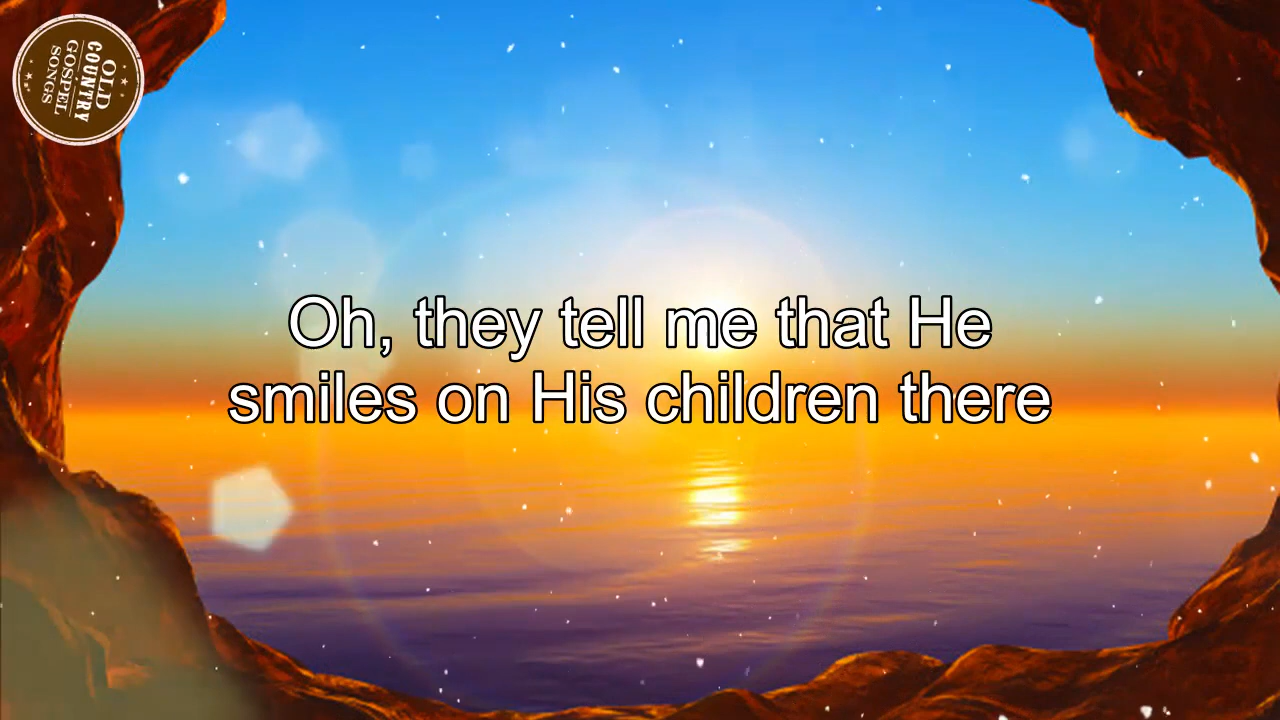 OLD
COUNTRY
GOSPEL
SONGS
Oh, they tell me that He
smiles on His children there